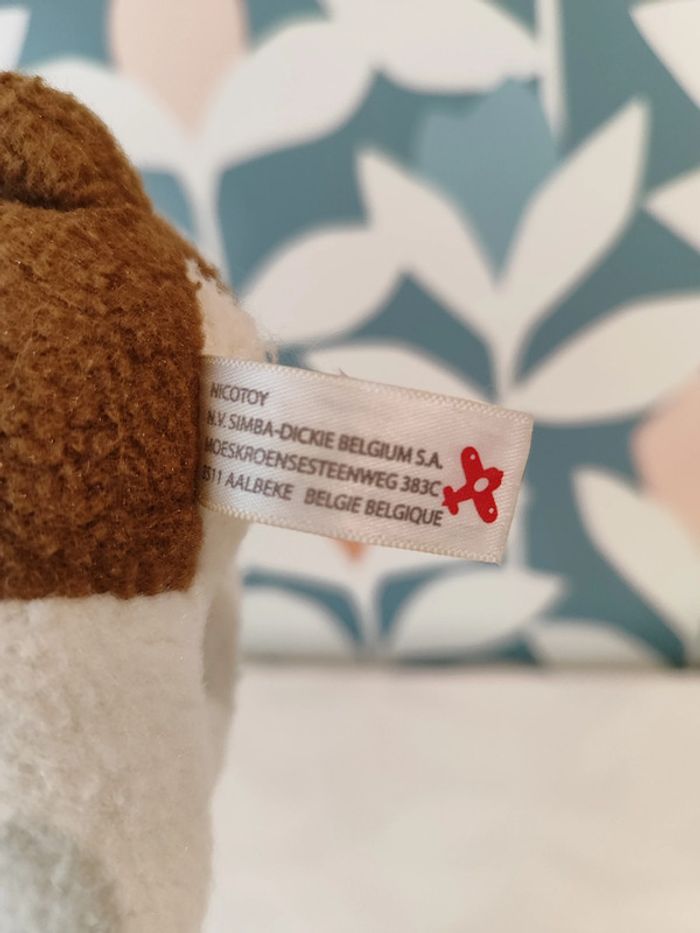 NICOTOY
N.V. SIMBA-DICKIE BELGIUM S.A.
MOESKROENSESTEENWEG 383C
8511 AALBEKE BELGIE BELGIQUE